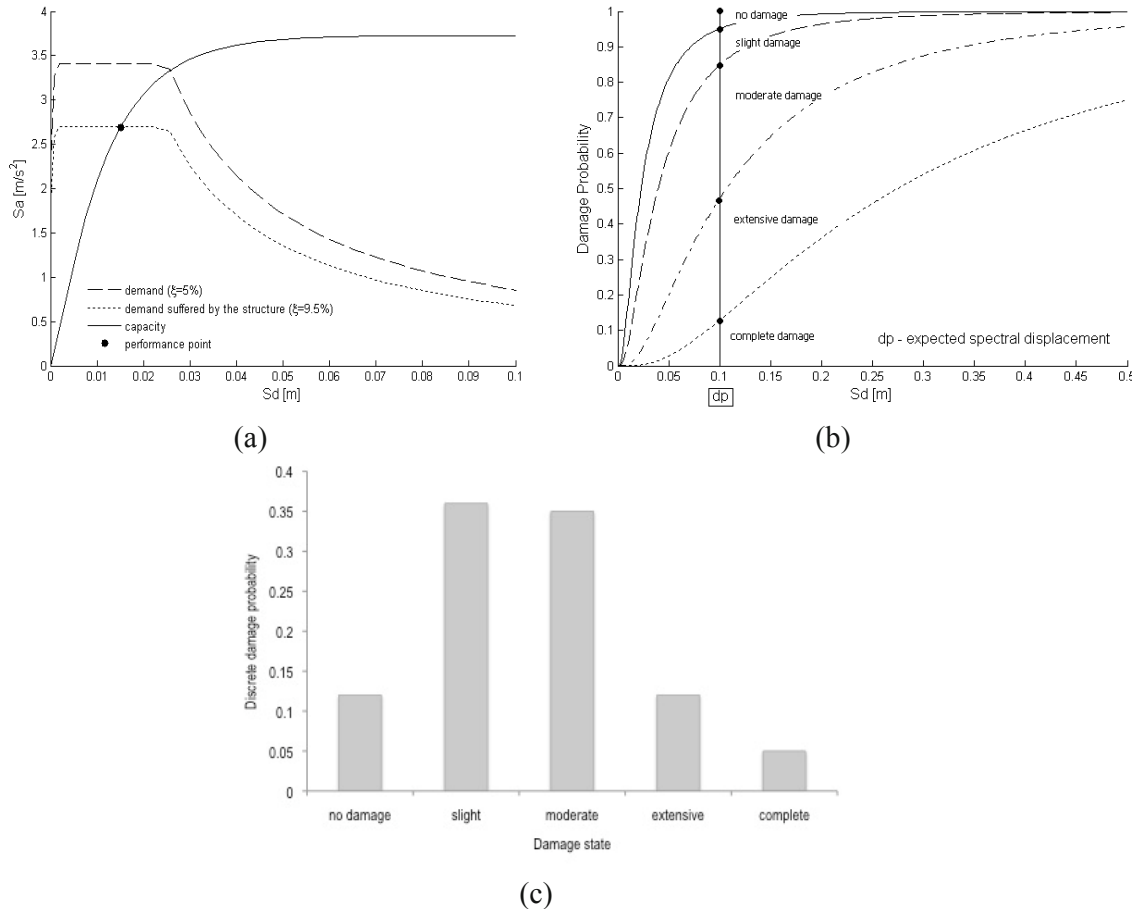 4
3.5
3
2.5
2
1.5
1
0.5
0
Sa [m/s²]
demand (ξ=5%)
demand suffered by the structure (ξ=9.5%)
capacity
performance point
0 0.01 0.02 0.03 0.04 0.05 0.06 0.07 0.08 0.09 0.1
Sd [m]
(a)
1
0.9
0.8
0.7
0.6
0.5
0.4
0.3
0.2
0.1
0
Damage Probability
no damage
slight damage
moderate damage
extensive damage
complete damage
dp - expected spectral displacement
0 0.05 0.1 0.15 0.2 0.25 0.3 0.35 0.4 0.45 0.5
dp
Sd [m]
(b)
0.4
0.35
0.3
0.25
0.2
0.15
0.1
0.05
0
Discrete damage probability
no damage slight moderate extensive complete
Damage state
(c)